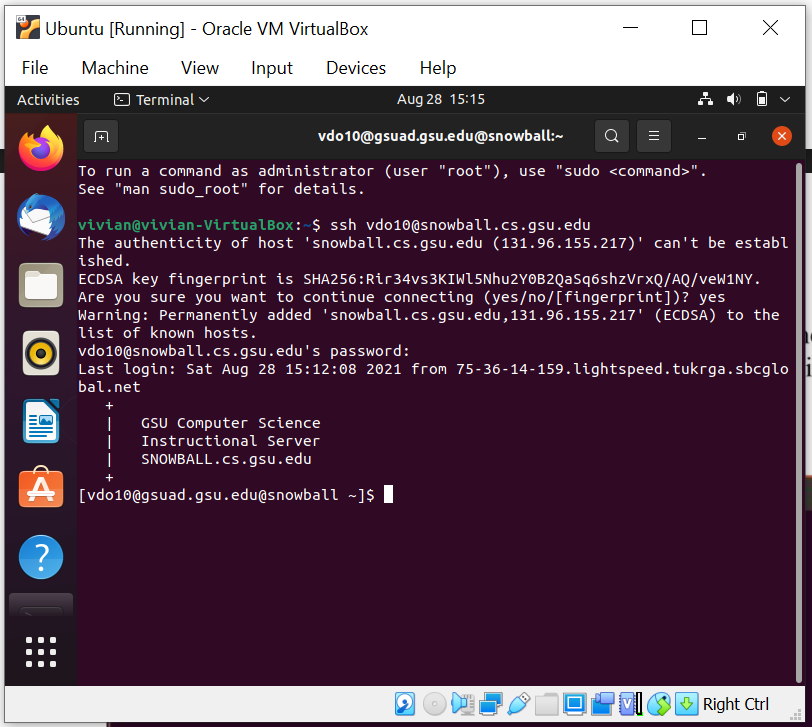 Ubuntu [Running] - Oracle VM VirtualBox
File Machine View Input Devices Help
Activities Terminal Aug 28 15:15
vdo10@gsuad.gsu.edu@snowball:~
To run a command as administrator (user "root"), use "sudo <command>".
See "man sudo_root" for details.
vivian@vivian-VirtualBox:~$ ssh vdo10@snowball.cs.gsu.edu
The authenticity of host 'snowball.cs.gsu.edu (131.96.155.217)' can't be establ
ished.
ECDSA key fingerprint is SHA256:Rir34vs3KIWl5Nhu2Y0B2QaSq6shzVrxQ/AQ/veW1NY.
Are you sure you want to continue connecting (yes/no/[fingerprint])? yes
Warning: Permanently added 'snowball.cs.gsu.edu,131.96.155.217' (ECDSA) to the
list of known hosts.
vdo10@snowball.cs.gsu.edu's password:
Last login: Sat Aug 28 15:12:08 2021 from 75-36-14-159.lightspeed.tukrga.sbcglo
bal.net
+
| GSU Computer Science
| Instructional Server
| SNOWBALL.cs.gsu.edu
+
[vdo10@gsuad.gsu.edu@snowball ~]$
Right Ctrl